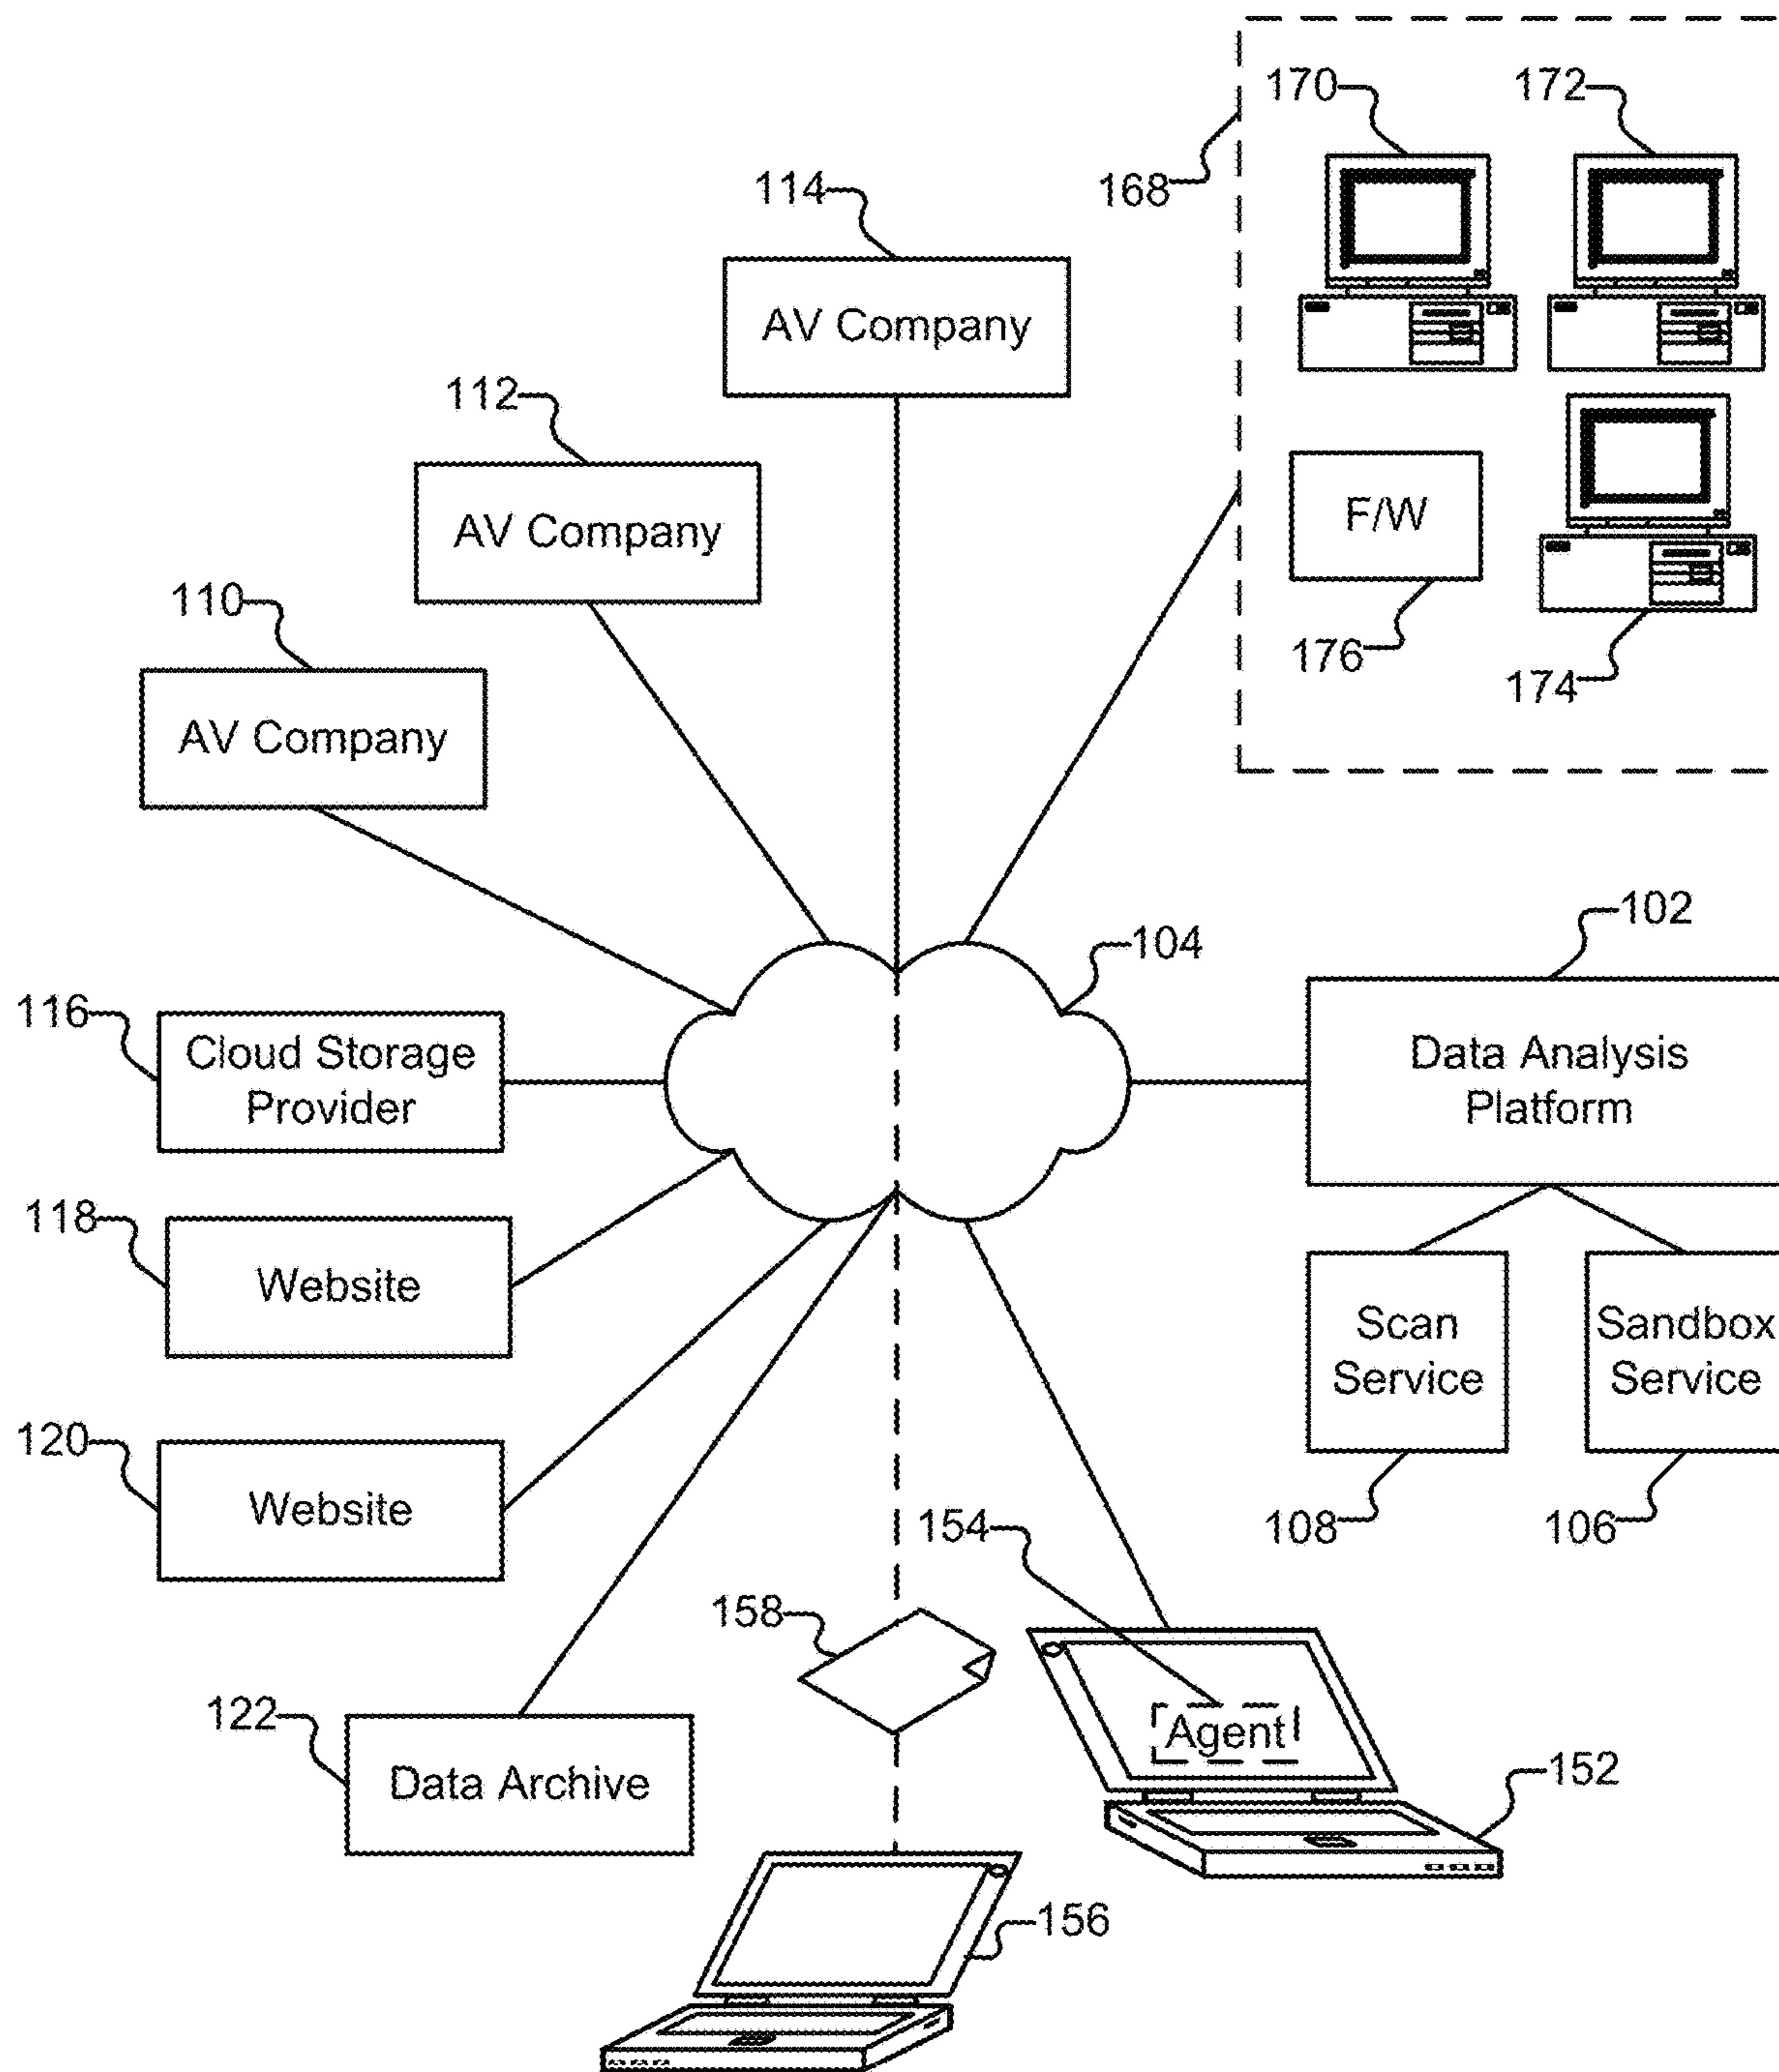 170
172
168
114
AV Company
112
AV Company
F/W
110
176
174
AV Company
102
104
116
Cloud Storage
Provider
Data Analysis
Platform
118
Website
Scan
Service
Sandbox
Service
120
Website
108
106
154
158
122
Data Archive
Agent
152
156